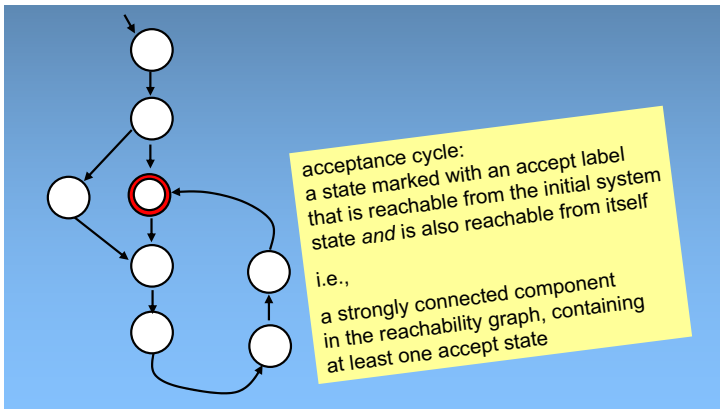 acceptance cycle:
a state marked with an accept label
that is reachable from the initial system
state and is also reachable from itself
i.e.,
a strongly connected component
in the reachability graph, containing
at least one accept state